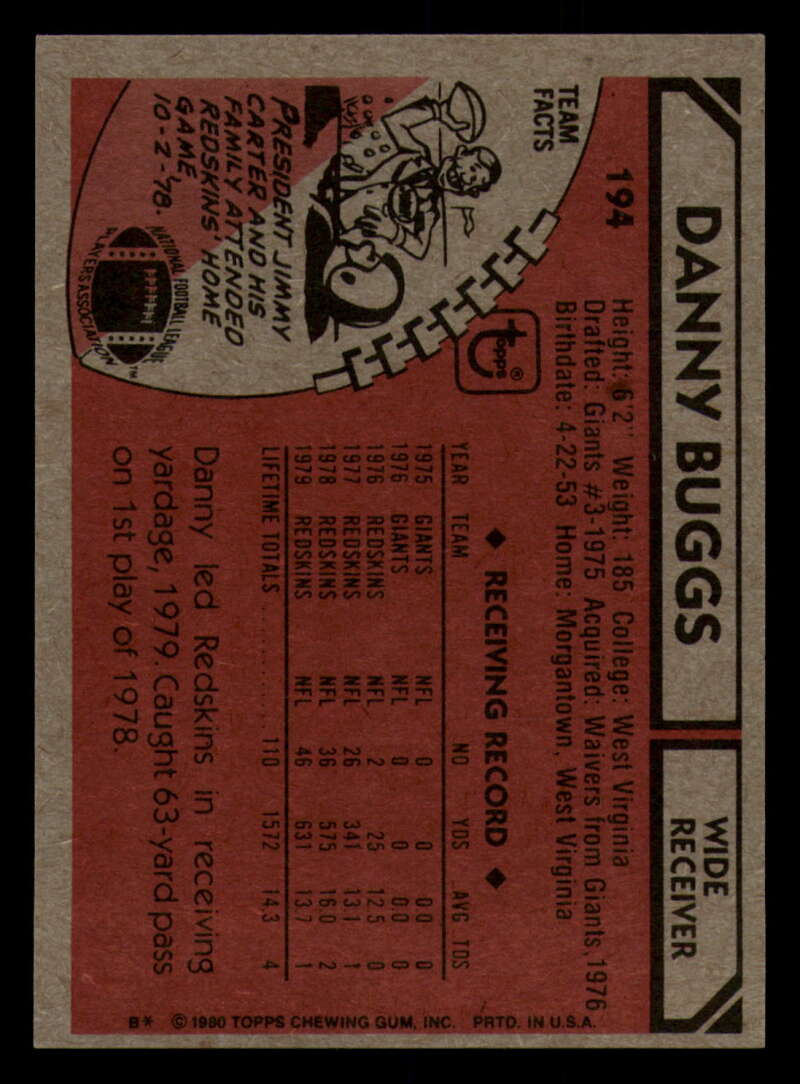 DANNY BUGGS
WIDE
RECEIVER
194
Height: 6'2" Weight: 185 College: West Virginia
Drafted: Giants #3-1975 Acquired: Waivers from Giants, 1976
Birthdate: 4-22-53 Home: Morgantown, West Virginia
TEAM
FACTS
PRESIDENT JIMMY
CARTER AND HIS
FAMILY ATTENDED
REDSKINS' HOME
GAME,
10-2-'78.
NATIONAL FOOTBALL LEAGUE
PLAYERS ASSOCIATION™
topps®
◆ RECEIVING RECORD ◆
YEAR TEAM NO YDS AVG TDS
1975 GIANTS NFL 0 0 0.0 0
1976 GIANTS NFL 0 0 0.0 0
1976 REDSKINS NFL 2 25 12.5 0
1977 REDSKINS NFL 26 341 13.1 1
1978 REDSKINS NFL 36 575 16.0 2
1979 REDSKINS NFL 46 631 13.7 1
LIFETIME TOTALS 110 1572 14.3 4
Danny led Redskins in receiving
yardage, 1979. Caught 63-yard pass
on 1st play of 1978.
B* © 1980 TOPPS CHEWING GUM, INC. PRTD. IN U.S.A.